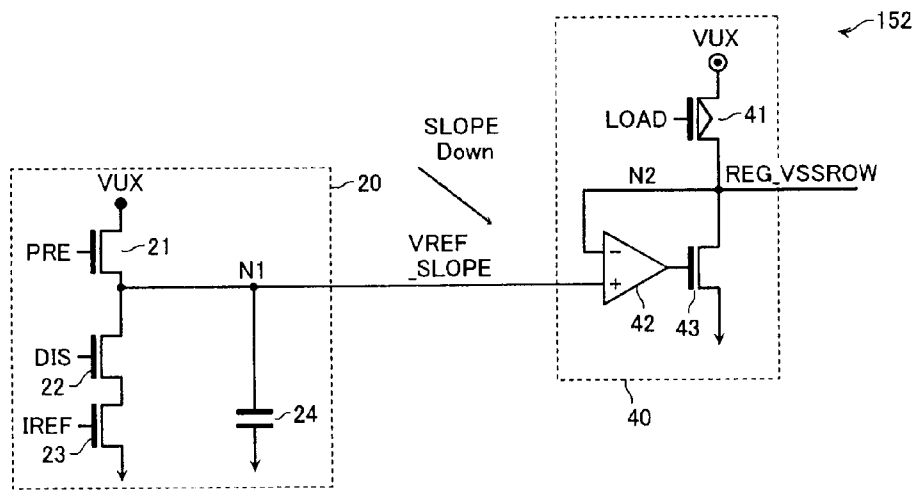 152
VUX
LOAD
41
SLOPE
Down
20
VUX
N2
REG_VSSROW
PRE
21
N1
VREF
_SLOPE
−
+
42
43
DIS
22
24
IREF
23
40